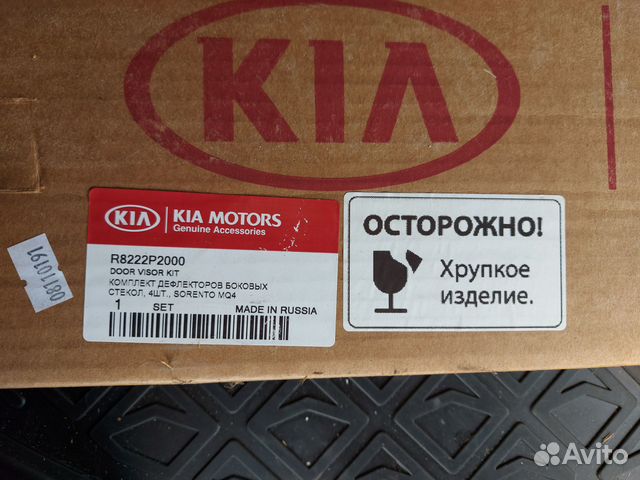 KIA
KIA
KIA MOTORS
Genuine Accessories
R8222P2000
DOOR VISOR KIT
КОМПЛЕКТ ДЕФЛЕКТОРОВ БОКОВЫХ
СТЕКОЛ, 4ШТ., SORENTO MQ4
1 SET MADE IN RUSSIA
ОСТОРОЖНО!
Хрупкое
изделие.
08110191
Avito